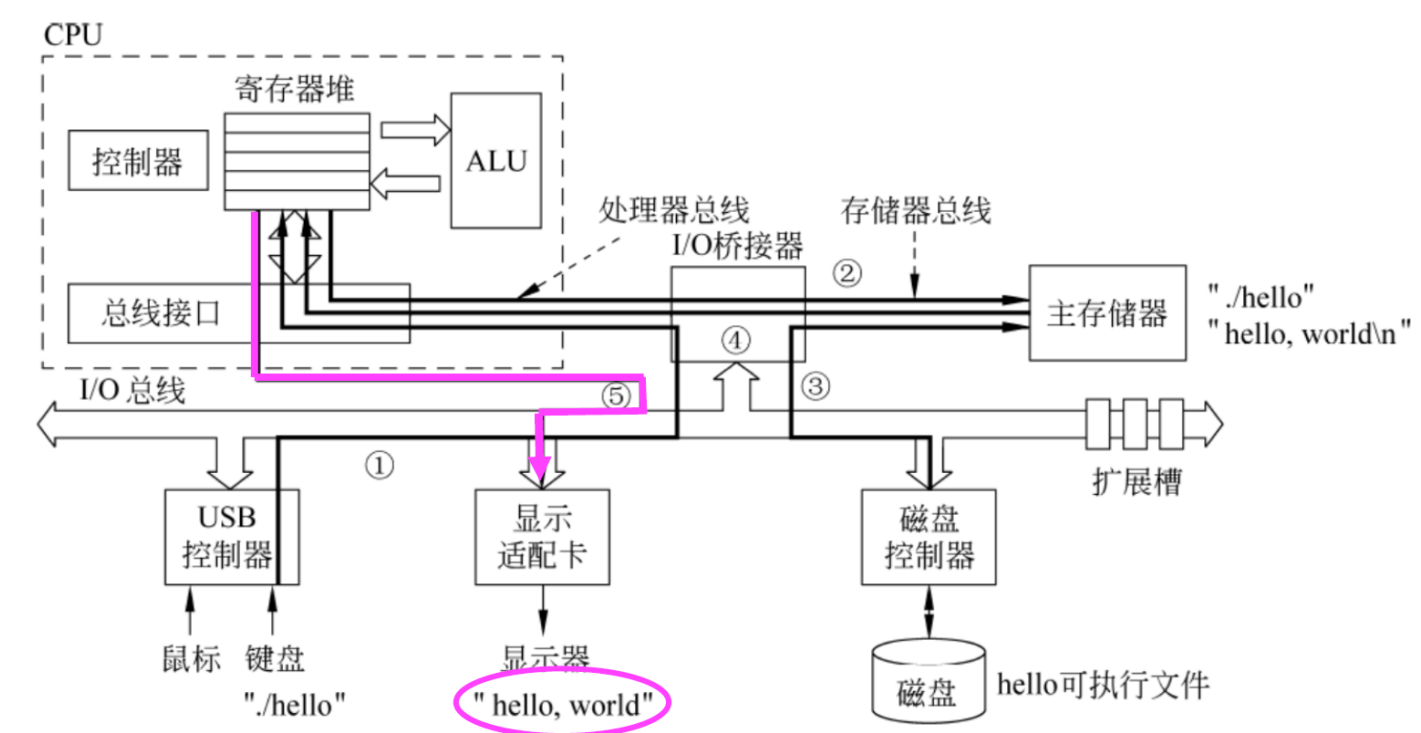 CPU
寄存器堆
控制器
ALU
处理器总线
存储器总线
I/O桥接器
②
总线接口
主存储器
"./hello"
"hello, world\n"
④
I/O 总线
⑤
③
①
扩展槽
USB
控制器
显示
适配卡
磁盘
控制器
鼠标
键盘
显示器
"./hello"
"hello, world"
磁盘
hello可执行文件